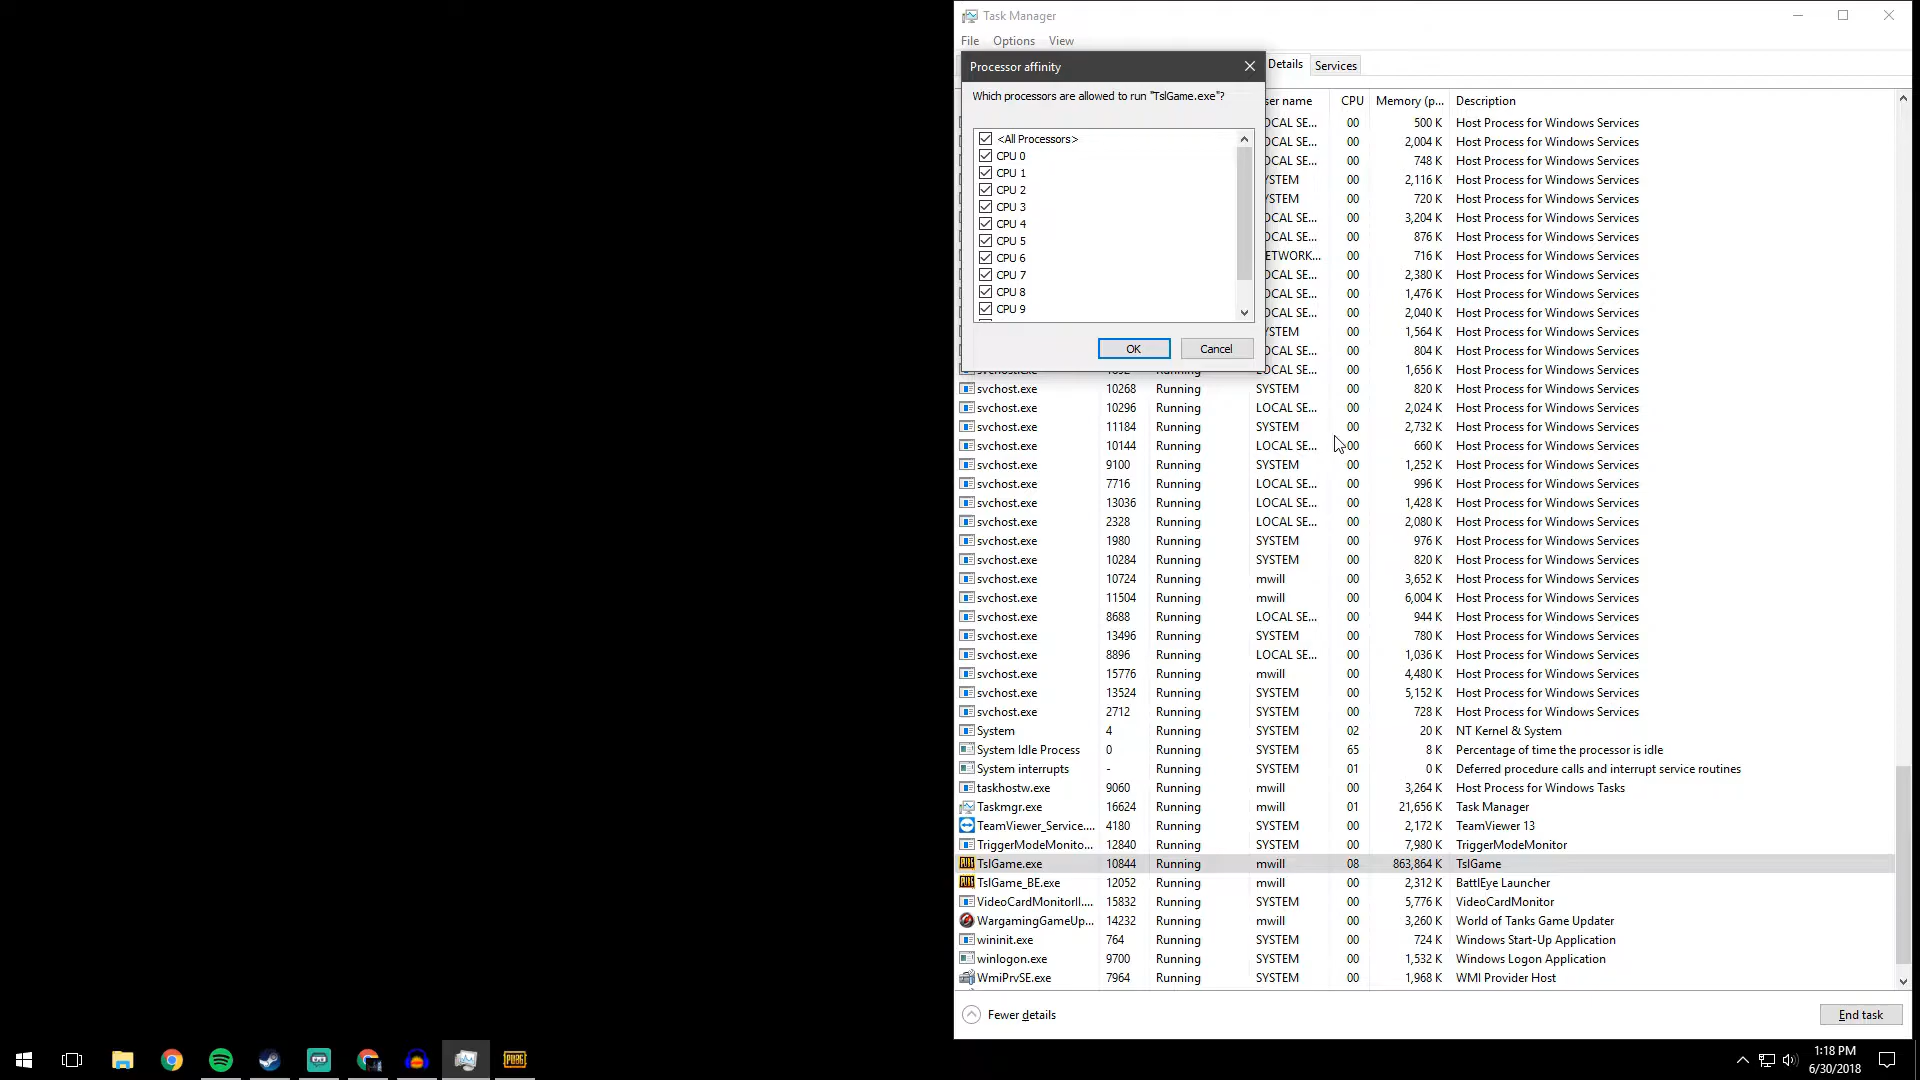 Task Manager
File Options View
Processor affinity
Details Services
Which processors are allowed to run "TslGame.exe"?
<All Processors>
CPU 0
CPU 1
CPU 2
CPU 3
CPU 4
CPU 5
CPU 6
CPU 7
CPU 8
CPU 9
OK Cancel
ser name CPU Memory (p... Description
OCAL SE... 00 500 K Host Process for Windows Services
OCAL SE... 00 2,004 K Host Process for Windows Services
OCAL SE... 00 748 K Host Process for Windows Services
YSTEM 00 2,116 K Host Process for Windows Services
YSTEM 00 720 K Host Process for Windows Services
OCAL SE... 00 3,204 K Host Process for Windows Services
OCAL SE... 00 876 K Host Process for Windows Services
ETWORK... 00 716 K Host Process for Windows Services
OCAL SE... 00 2,380 K Host Process for Windows Services
OCAL SE... 00 1,476 K Host Process for Windows Services
OCAL SE... 00 2,040 K Host Process for Windows Services
YSTEM 00 1,564 K Host Process for Windows Services
OCAL SE... 00 804 K Host Process for Windows Services
OCAL SE... 00 1,656 K Host Process for Windows Services
svchost.exe 10268 Running SYSTEM 00 820 K Host Process for Windows Services
svchost.exe 10296 Running LOCAL SE... 00 2,024 K Host Process for Windows Services
svchost.exe 11184 Running SYSTEM 00 2,732 K Host Process for Windows Services
svchost.exe 10144 Running LOCAL SE... 00 660 K Host Process for Windows Services
svchost.exe 9100 Running SYSTEM 00 1,252 K Host Process for Windows Services
svchost.exe 7716 Running LOCAL SE... 00 996 K Host Process for Windows Services
svchost.exe 13036 Running LOCAL SE... 00 1,428 K Host Process for Windows Services
svchost.exe 2328 Running LOCAL SE... 00 2,080 K Host Process for Windows Services
svchost.exe 1980 Running SYSTEM 00 976 K Host Process for Windows Services
svchost.exe 10284 Running SYSTEM 00 820 K Host Process for Windows Services
svchost.exe 10724 Running mwill 00 3,652 K Host Process for Windows Services
svchost.exe 11504 Running mwill 00 6,004 K Host Process for Windows Services
svchost.exe 8688 Running LOCAL SE... 00 944 K Host Process for Windows Services
svchost.exe 13496 Running SYSTEM 00 780 K Host Process for Windows Services
svchost.exe 8896 Running LOCAL SE... 00 1,036 K Host Process for Windows Services
svchost.exe 15776 Running mwill 00 4,480 K Host Process for Windows Services
svchost.exe 13524 Running SYSTEM 00 5,152 K Host Process for Windows Services
svchost.exe 2712 Running SYSTEM 00 728 K Host Process for Windows Services
System 4 Running SYSTEM 02 20 K NT Kernel & System
System Idle Process 0 Running SYSTEM 65 8 K Percentage of time the processor is idle
System interrupts - Running SYSTEM 01 0 K Deferred procedure calls and interrupt service routines
taskhostw.exe 9060 Running mwill 00 3,264 K Host Process for Windows Tasks
Taskmgr.exe 16624 Running mwill 01 21,656 K Task Manager
TeamViewer_Service.... 4180 Running SYSTEM 00 2,172 K TeamViewer 13
TriggerModeMonito... 12840 Running SYSTEM 00 7,980 K TriggerModeMonitor
TslGame.exe 10844 Running mwill 08 863,864 K TslGame
TslGame_BE.exe 12052 Running mwill 00 2,312 K BattlEye Launcher
VideoCardMonitorII.... 15832 Running SYSTEM 00 5,776 K VideoCardMonitor
WargamingGameUp... 14232 Running mwill 00 3,260 K World of Tanks Game Updater
wininit.exe 764 Running SYSTEM 00 724 K Windows Start-Up Application
winlogon.exe 9700 Running SYSTEM 00 1,532 K Windows Logon Application
WmiPrvSE.exe 7964 Running SYSTEM 00 1,968 K WMI Provider Host
Fewer details End task
PUBG
1:18 PM
6/30/2018